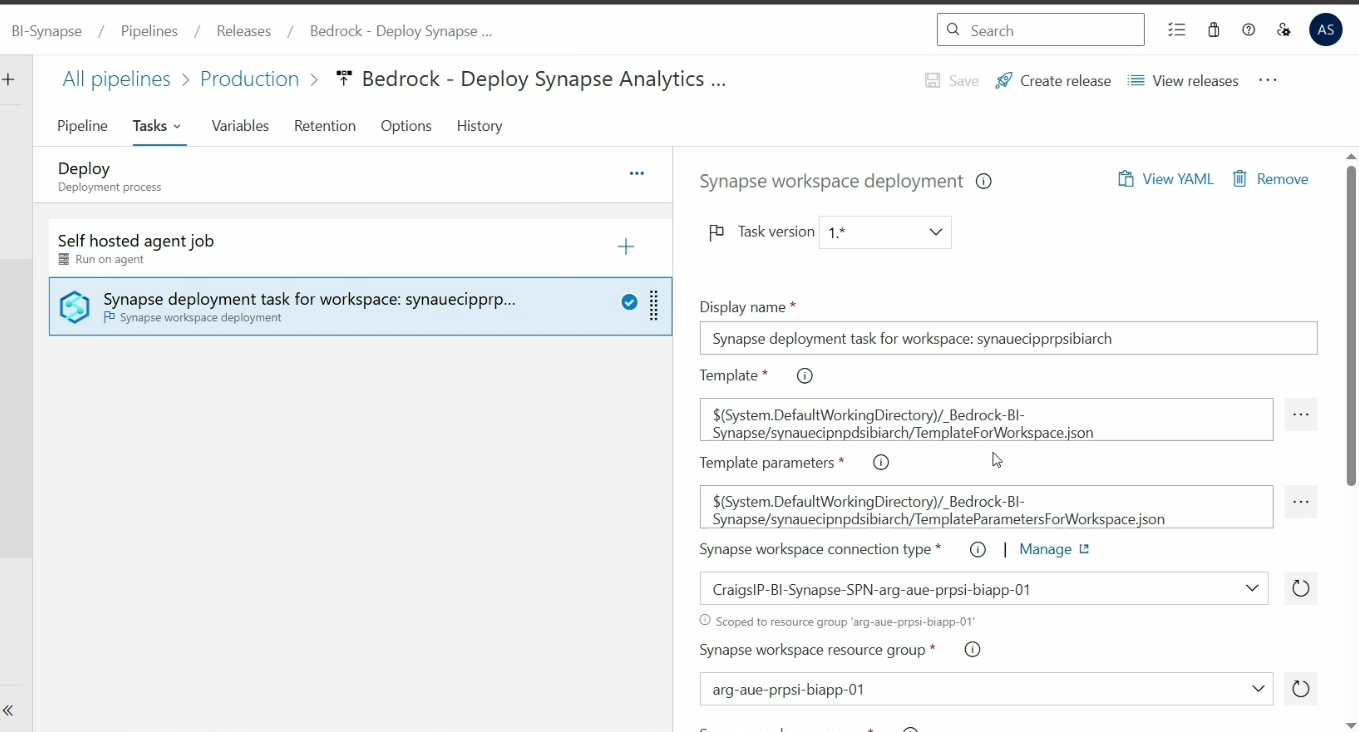 BI-Synapse / Pipelines / Releases / Bedrock - Deploy Synapse ...
Search
AS
All pipelines > Production > Bedrock - Deploy Synapse Analytics ...
Save Create release View releases ...
Pipeline Tasks Variables Retention Options History
Deploy
Deployment process
...
Self hosted agent job
Run on agent
Synapse deployment task for workspace: synauecipprp...
Synapse workspace deployment
Synapse workspace deployment
View YAML Remove
Task version 1.*
Display name *
Synapse deployment task for workspace: synauecipprpsibiarch
Template *
$(System.DefaultWorkingDirectory)/_Bedrock-BI-
Synapse/synauecipnpdsibiarch/TemplateForWorkspace.json
...
Template parameters *
$(System.DefaultWorkingDirectory)/_Bedrock-BI-
Synapse/synauecipnpdsibiarch/TemplateParametersForWorkspace.json
...
Synapse workspace connection type * | Manage
CraigsIP-BI-Synapse-SPN-arg-aue-prpsi-biapp-01
Scoped to resource group 'arg-aue-prpsi-biapp-01'
Synapse workspace resource group *
arg-aue-prpsi-biapp-01